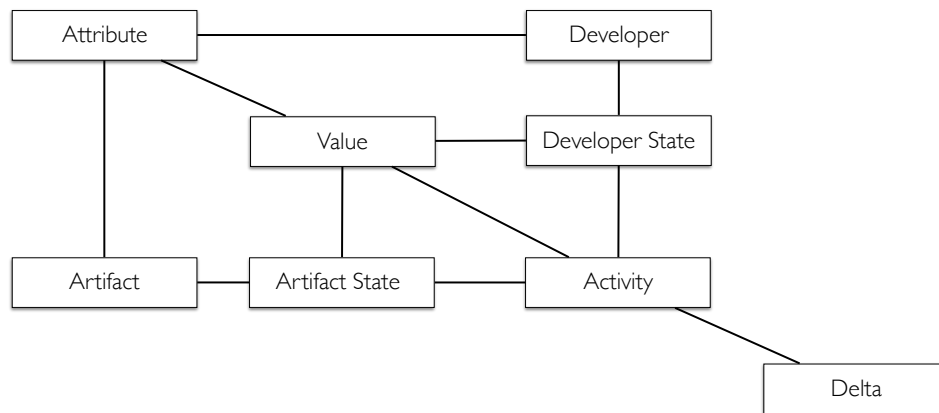 Attribute
Developer
Value
Developer State
Artifact
Artifact State
Activity
Delta